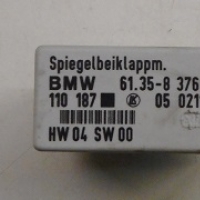 Spiegelbeiklappm.
BMW 61.35-8 376
110 187 05 021
HW 04 SW 00